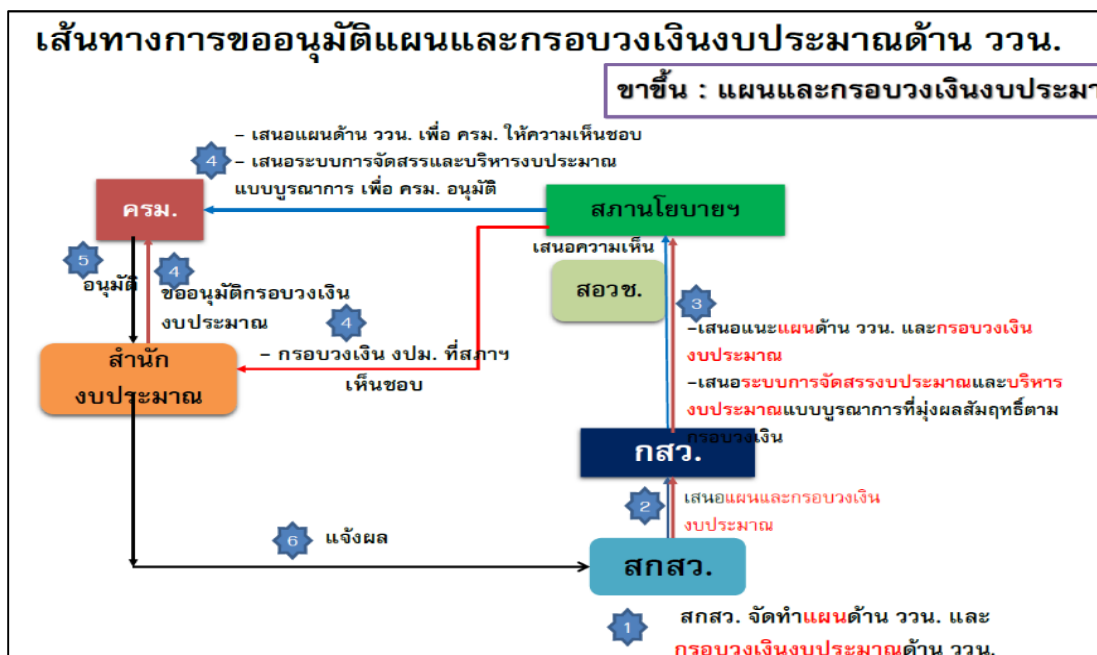 เส้นทางการขออนุมัติแผนและกรอบวงเงินงบประมาณด้าน ววน.
ขาขึ้น : แผนและกรอบวงเงินงบประมา
4
– เสนอแผนด้าน ววน. เพื่อ ครม. ให้ความเห็นชอบ
– เสนอระบบการจัดสรรและบริหารงบประมาณ
แบบบูรณาการ เพื่อ ครม. อนุมัติ
ครม.
สภานโยบายฯ
เสนอความเห็น
สอวช.
5
อนุมัติ
4
ขออนุมัติกรอบวงเงิน
งบประมาณ
4
– กรอบวงเงิน งปม. ที่สภาฯ
เห็นชอบ
สำนัก
งบประมาณ
3
–เสนอแนะแผนด้าน ววน. และกรอบวงเงิน
งบประมาณ
–เสนอระบบการจัดสรรงบประมาณและบริหาร
งบประมาณแบบบูรณาการที่มุ่งผลสัมฤทธิ์ตาม
กรอบวงเงิน
กสว.
2
เสนอแผนและกรอบวงเงิน
งบประมาณ
6
แจ้งผล
สกสว.
1
สกสว. จัดทำแผนด้าน ววน. และ
กรอบวงเงินงบประมาณด้าน ววน.